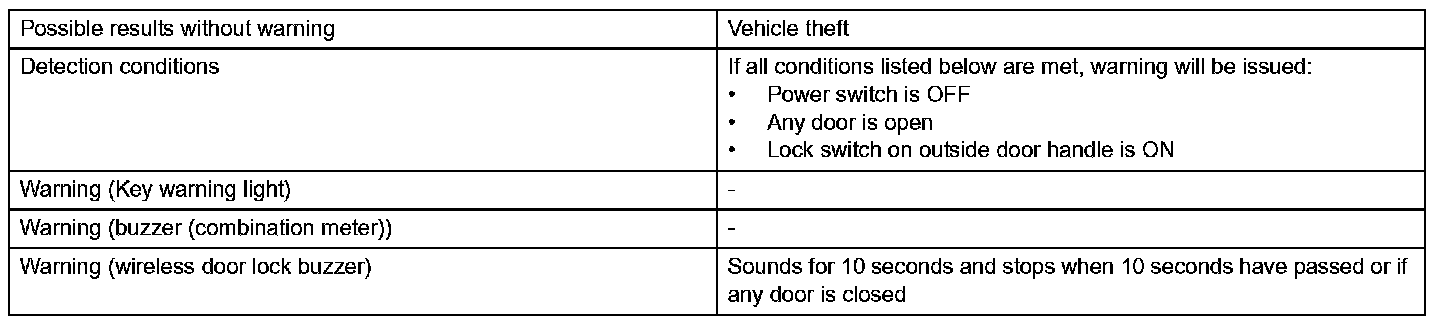 Possible results without warning
Vehicle theft
Detection conditions
If all conditions listed below are met, warning will be issued:
• Power switch is OFF
• Any door is open
• Lock switch on outside door handle is ON
Warning (Key warning light)
-
Warning (buzzer (combination meter))
-
Warning (wireless door lock buzzer)
Sounds for 10 seconds and stops when 10 seconds have passed or if
any door is closed